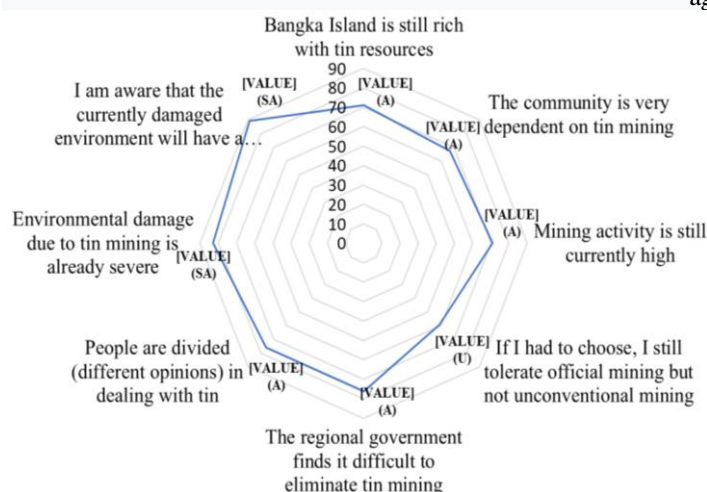 ag
Bangka Island is still rich
with tin resources
90
80
70
60
50
40
30
20
10
0
[VALUE]
(A)
The community is very
dependent on tin mining
[VALUE]
(A)
Mining activity is still
currently high
[VALUE]
(A)
If I had to choose, I still
tolerate official mining but
not unconventional mining
[VALUE]
(U)
The regional government
finds it difficult to
eliminate tin mining
[VALUE]
(A)
People are divided
(different opinions) in
dealing with tin
[VALUE]
(A)
Environmental damage
due to tin mining is
already severe
[VALUE]
(SA)
I am aware that the
currently damaged
environment will have a…
[VALUE]
(SA)